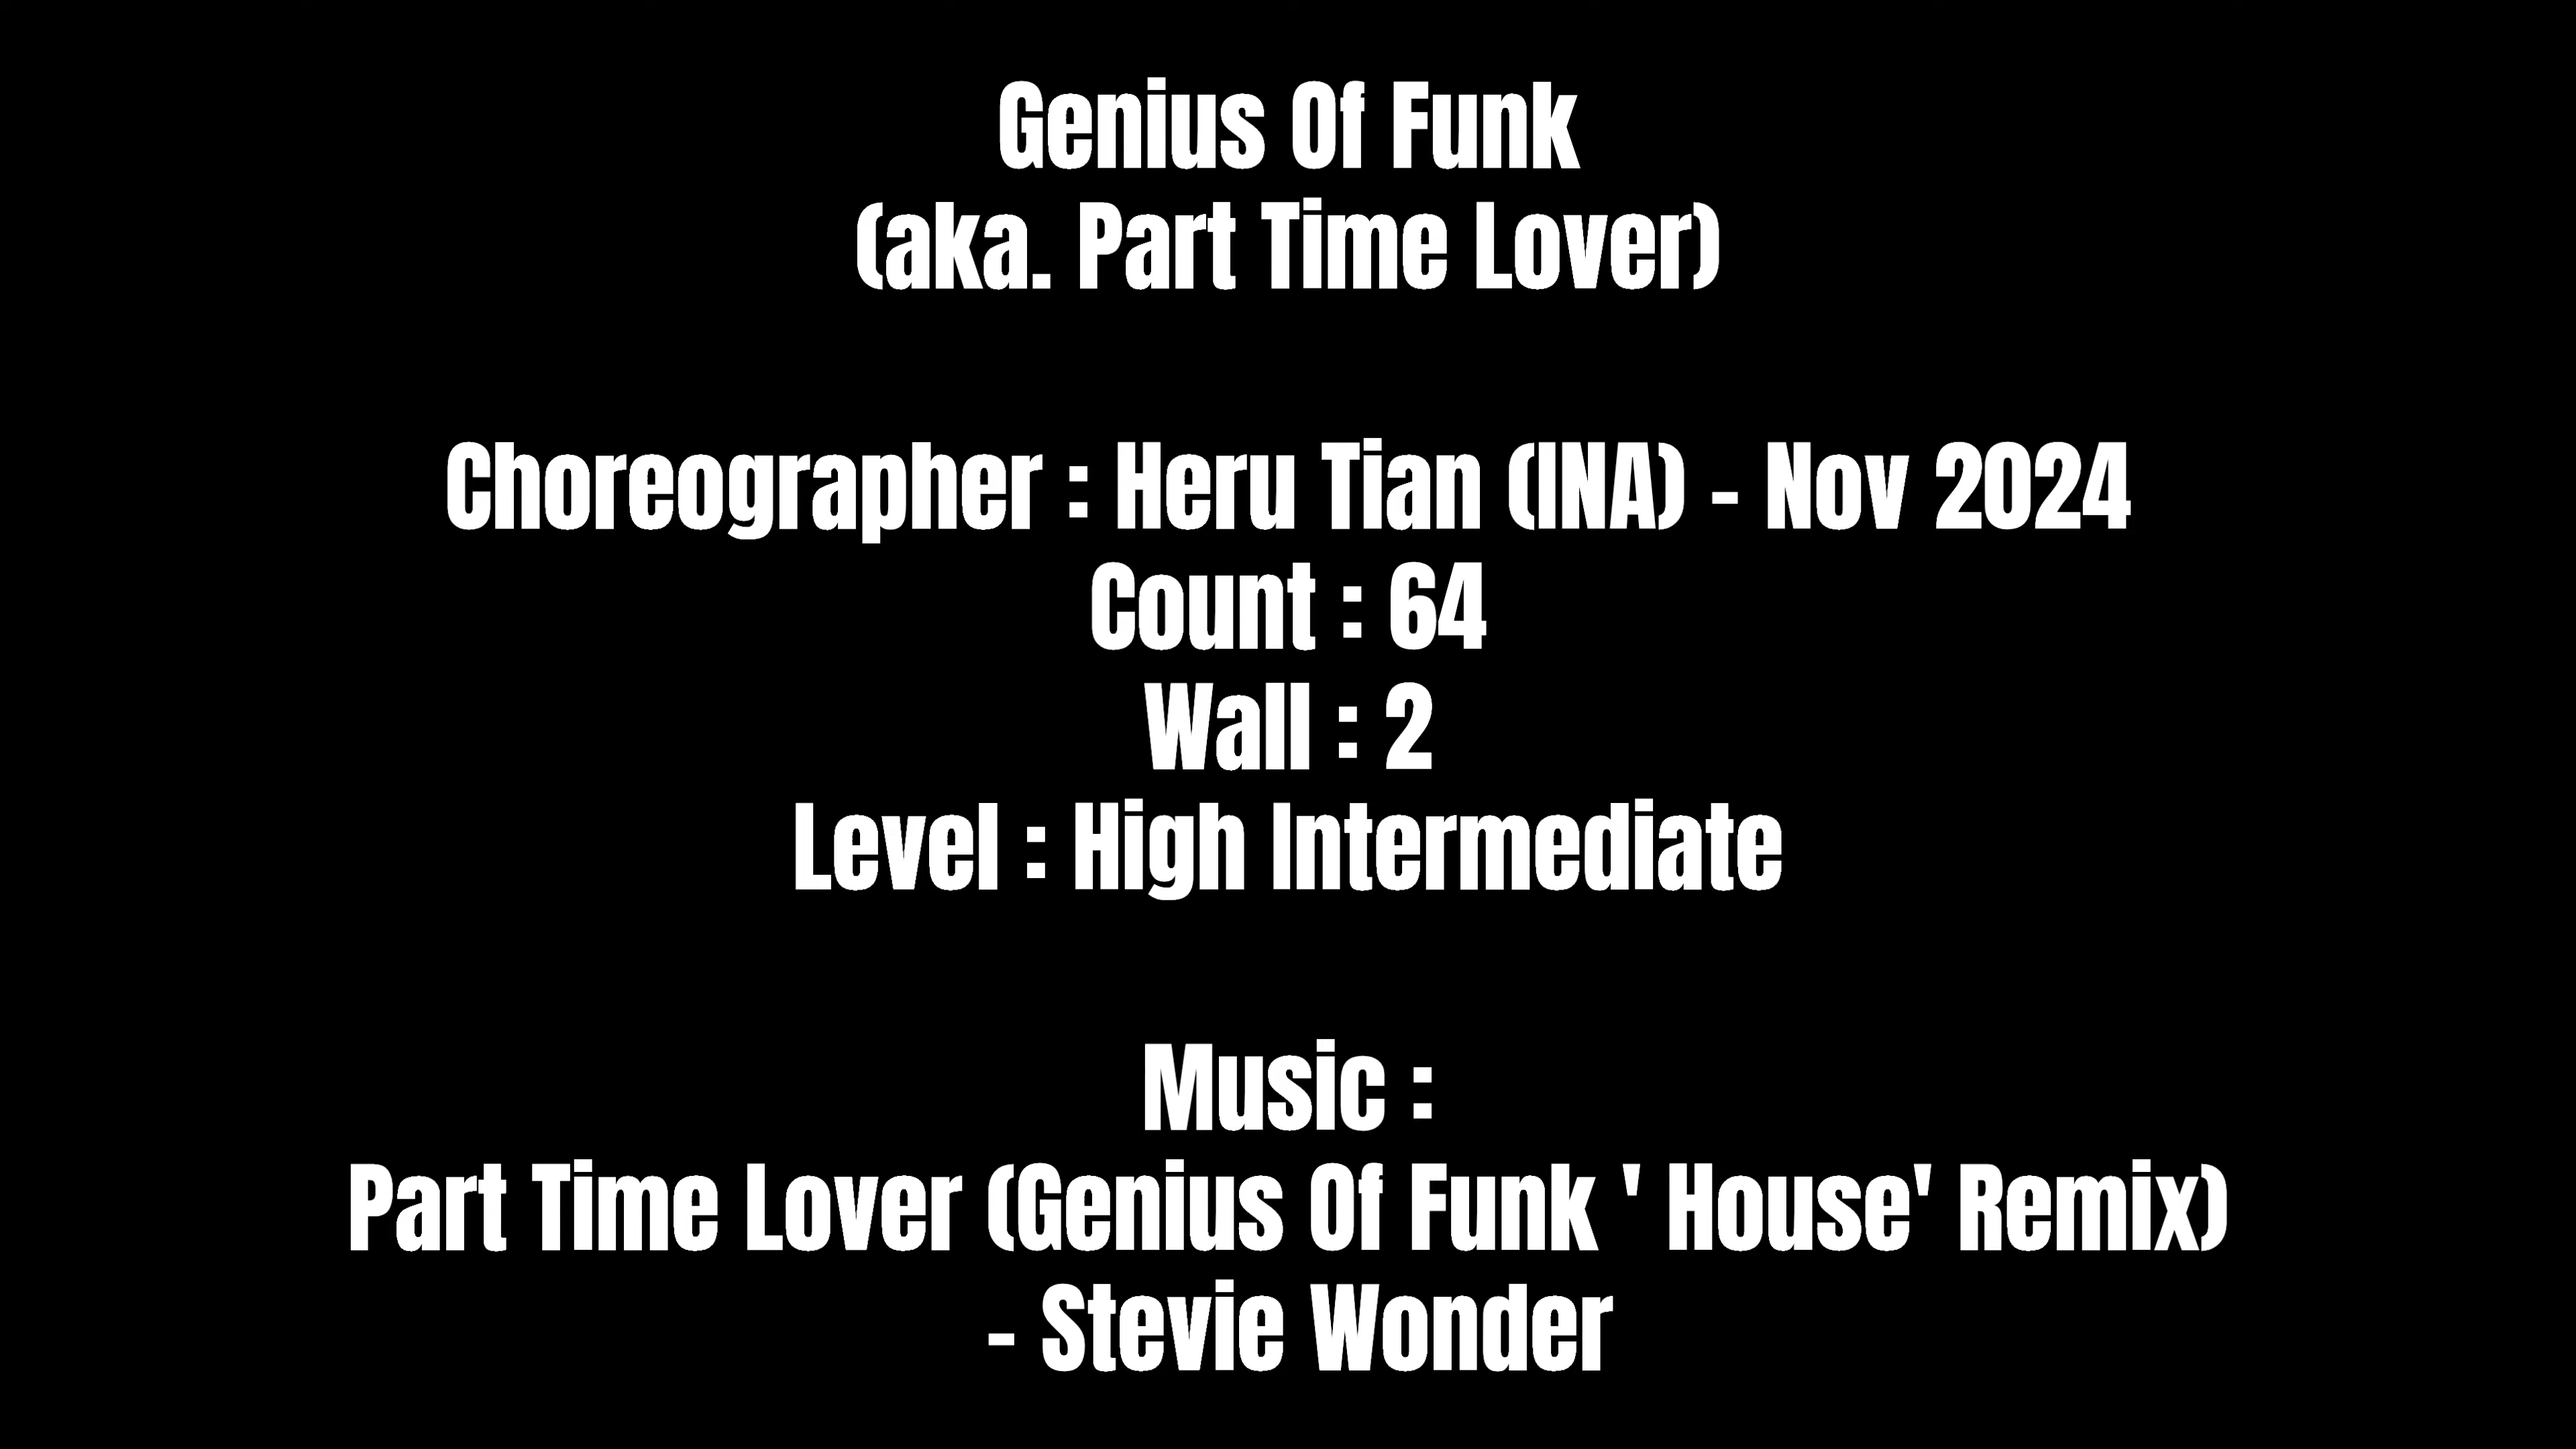 Genius Of Funk
(aka. Part Time Lover)
Choreographer : Heru Tian (INA) - Nov 2024
Count : 64
Wall : 2
Level : High Intermediate
Music :
Part Time Lover (Genius Of Funk ' House' Remix)
- Stevie Wonder